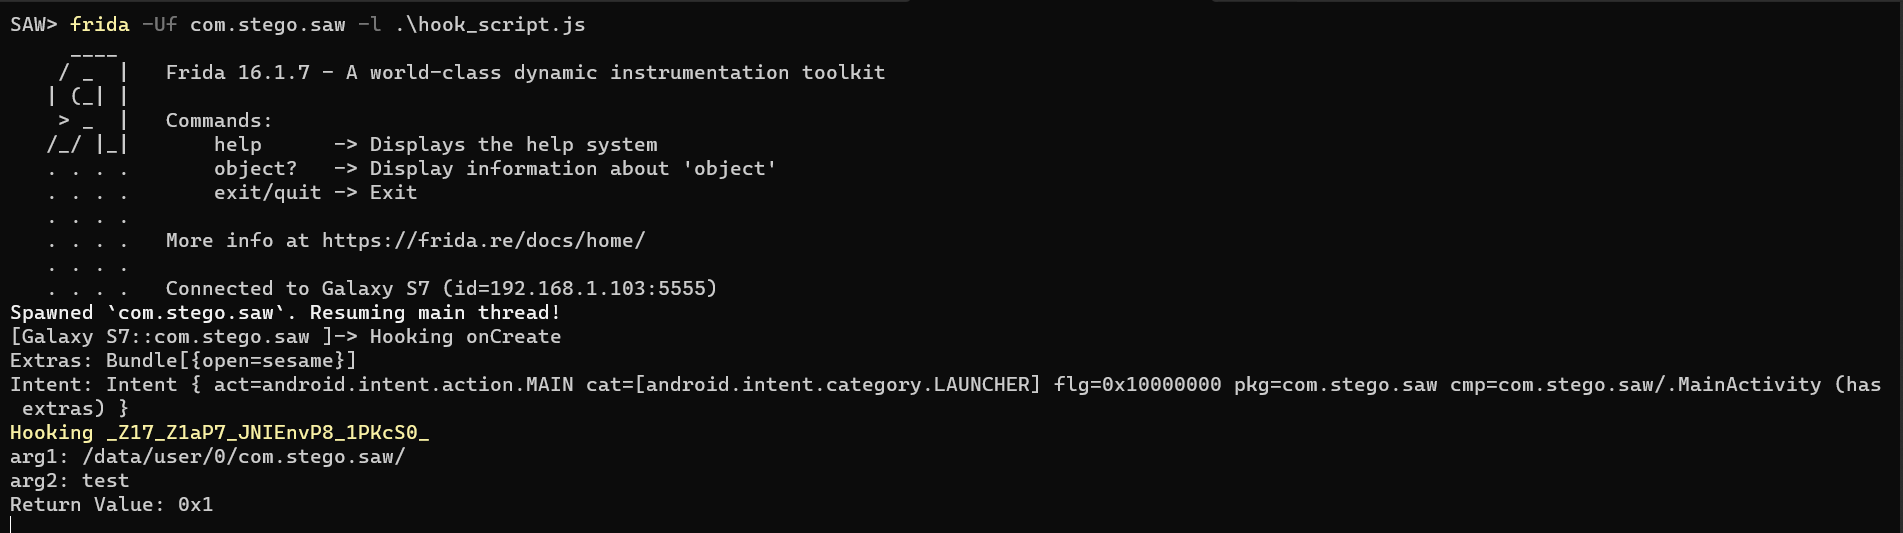 SAW> frida -Uf com.stego.saw -l .\hook_script.js
     ____
    / _  |   Frida 16.1.7 - A world-class dynamic instrumentation toolkit
   | (_| |
    > _  |   Commands:
   /_/ |_|       help      -> Displays the help system
   . . . .       object?   -> Display information about 'object'
   . . . .       exit/quit -> Exit
   . . . .
   . . . .   More info at https://frida.re/docs/home/
   . . . .
   . . . .   Connected to Galaxy S7 (id=192.168.1.103:5555)
Spawned `com.stego.saw`. Resuming main thread!
[Galaxy S7::com.stego.saw ]-> Hooking onCreate
Extras: Bundle[{open=sesame}]
Intent: Intent { act=android.intent.action.MAIN cat=[android.intent.category.LAUNCHER] flg=0x10000000 pkg=com.stego.saw cmp=com.stego.saw/.MainActivity (has
 extras) }
Hooking _Z17_Z1aP7_JNIEnvP8_1PKcS0_
arg1: /data/user/0/com.stego.saw/
arg2: test
Return Value: 0x1